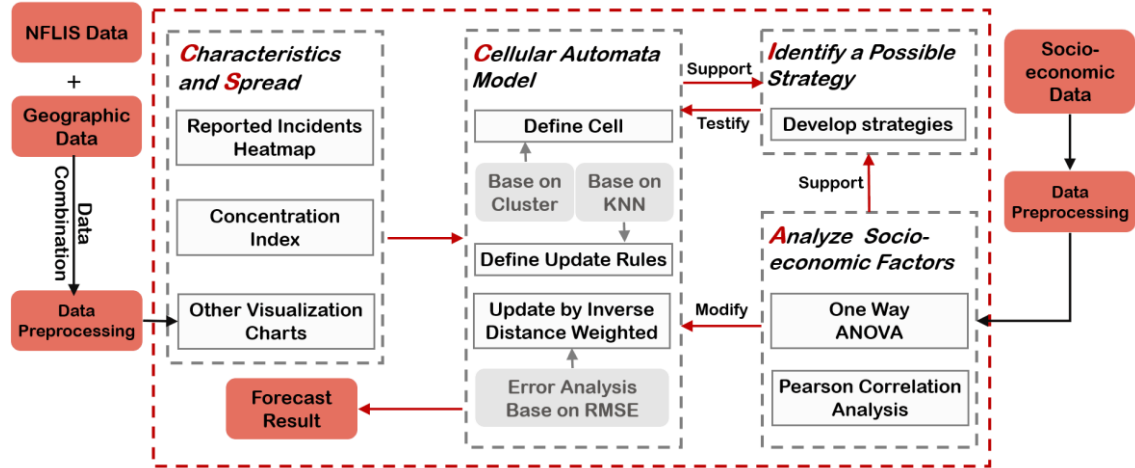 NFLIS Data
+
Geographic
Data
Data
Combination
Data
Preprocessing
Characteristics
and Spread
Reported Incidents
Heatmap
Concentration
Index
Other Visualization
Charts
Forecast
Result
Cellular Automata
Model
Define Cell
Base on
Cluster
Base on
KNN
Define Update Rules
Update by Inverse
Distance Weighted
Error Analysis
Base on RMSE
Support
Testify
Identify a Possible
Strategy
Develop strategies
Support
Analyze Socio-
economic Factors
Modify
One Way
ANOVA
Pearson Correlation
Analysis
Socio-
economic
Data
Data
Preprocessing